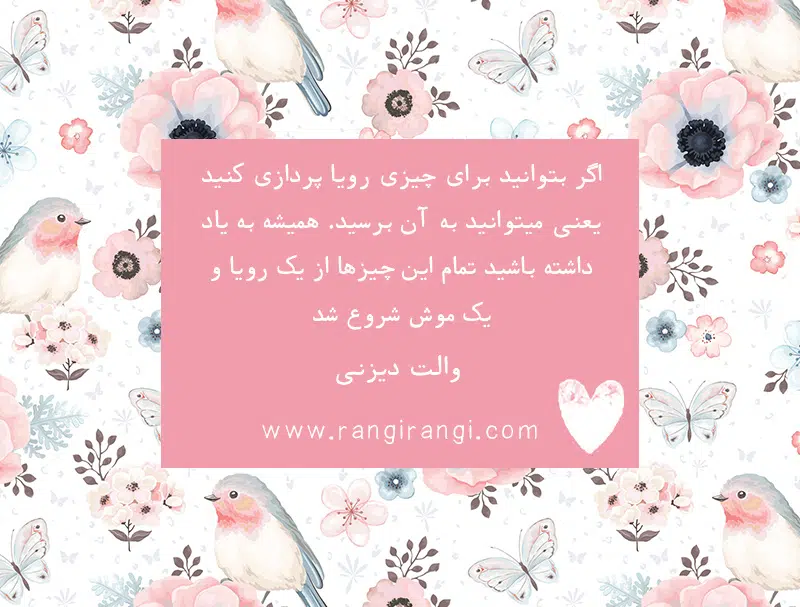 اگر بتوانید برای چیزی رویا پردازی کنید
یعنی میتوانید به آن برسید. همیشه به یاد
داشته باشید تمام این چیزها از یک رویا و
یک موش شروع شد
والت دیزنی
www.rangirangi.com